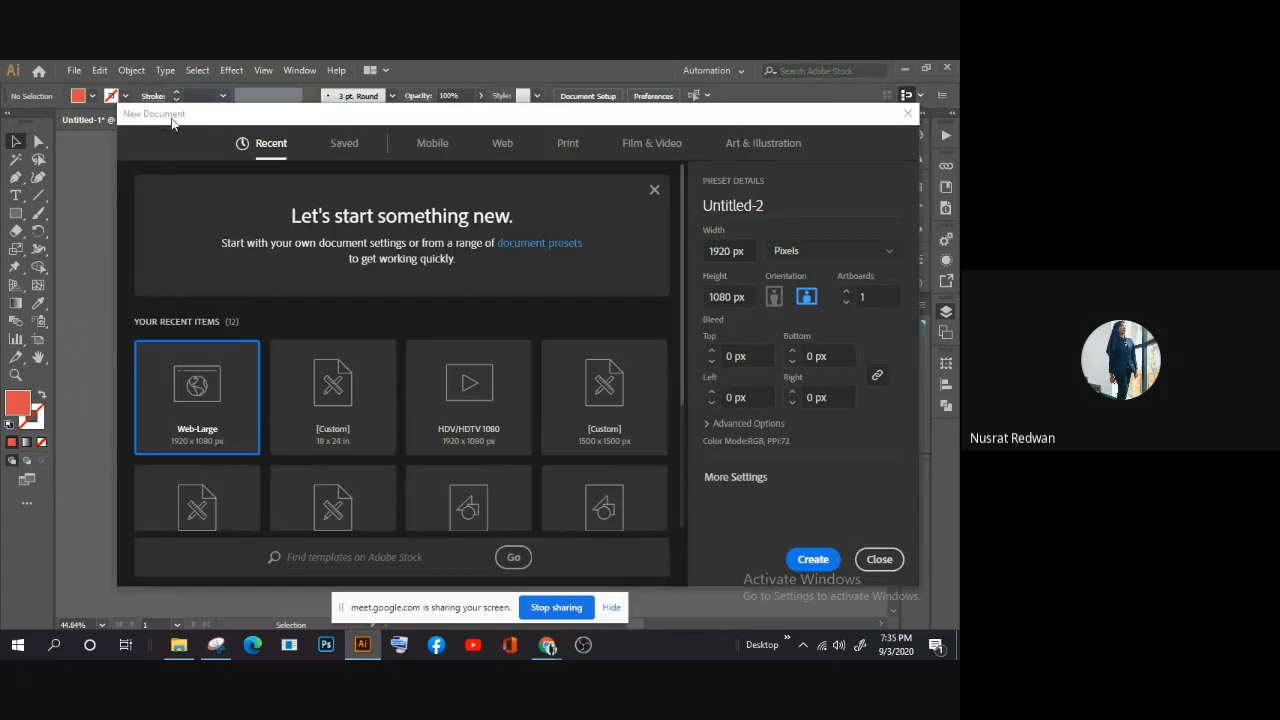 Ai File Edit Object Type Select Effect View Window Help Automation Search Adobe Stock
No Selection Stroke: 3 pt. Round Opacity: 100% Style: Document Setup Preferences
Untitled-1* @
New Document
Recent Saved Mobile Web Print Film & Video Art & Illustration
Let's start something new.
Start with your own document settings or from a range of document presets
to get working quickly.
YOUR RECENT ITEMS (12)
Web-Large
1920 x 1080 px
[Custom]
18 x 24 in
HDV/HDTV 1080
1920 x 1080 px
[Custom]
1500 x 1500 px
Find templates on Adobe Stock Go
PRESET DETAILS
Untitled-2
Width
1920 px Pixels
Height Orientation Artboards
1080 px 1
Bleed
Top Bottom
0 px 0 px
Left Right
0 px 0 px
Advanced Options
Color Mode:RGB, PPI:72
More Settings
Create Close
Activate Windows
Go to Settings to activate Windows.
meet.google.com is sharing your screen. Stop sharing Hide
44.84% 1 Selection
Ps Ai Desktop 7:35 PM
9/3/2020
1
Nusrat Redwan